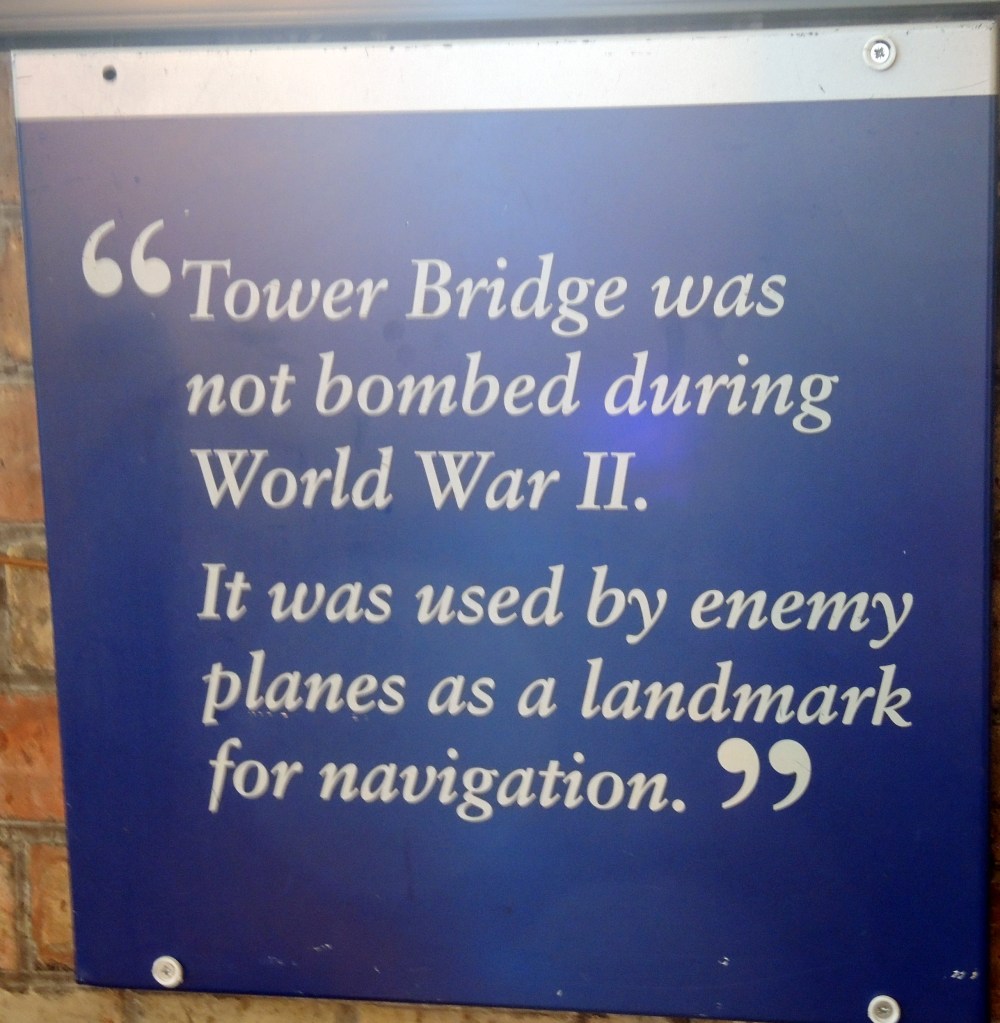 “Tower Bridge was
not bombed during
World War II.
It was used by enemy
planes as a landmark
for navigation.”